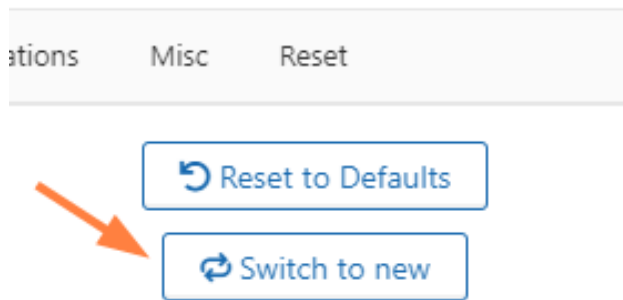 ations Misc Reset
Reset to Defaults
Switch to new